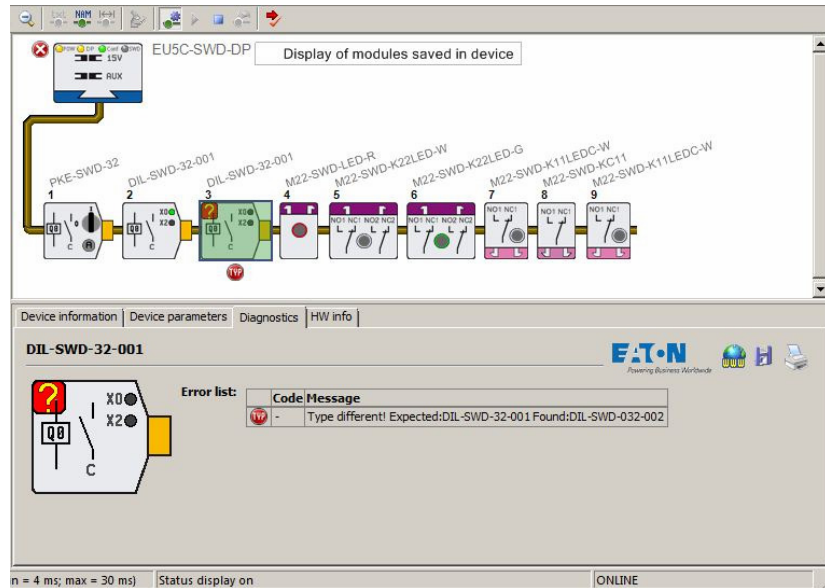 txt NAM
EU5C-SWD-DP
Display of modules saved in device
POW DP Conf SWD
15V
AUX
PKE-SWD-32
DIL-SWD-32-001
DIL-SWD-32-001
M22-SWD-LED-R
M22-SWD-K22LED-W
M22-SWD-K22LED-G
M22-SWD-K11LEDC-W
M22-SWD-KC11
M22-SWD-K11LEDC-W
1 2 3 4 5 6 7 8 9
Q0 C R
Q0 C X0 X2
? Q0 C X0 X2
NO1 NC1 NO2 NC2
NO1 NC1 NO2 NC2
NO1 NC1
NO1 NC1
NO1 NC1
TYP
Device information Device parameters Diagnostics HW info
DIL-SWD-32-001
EATON
Powering Business Worldwide
? X0
X2
Q0
C
Error list:
Code Message
TYP - Type different! Expected:DIL-SWD-32-001 Found:DIL-SWD-032-002
n = 4 ms; max = 30 ms) Status display on ONLINE